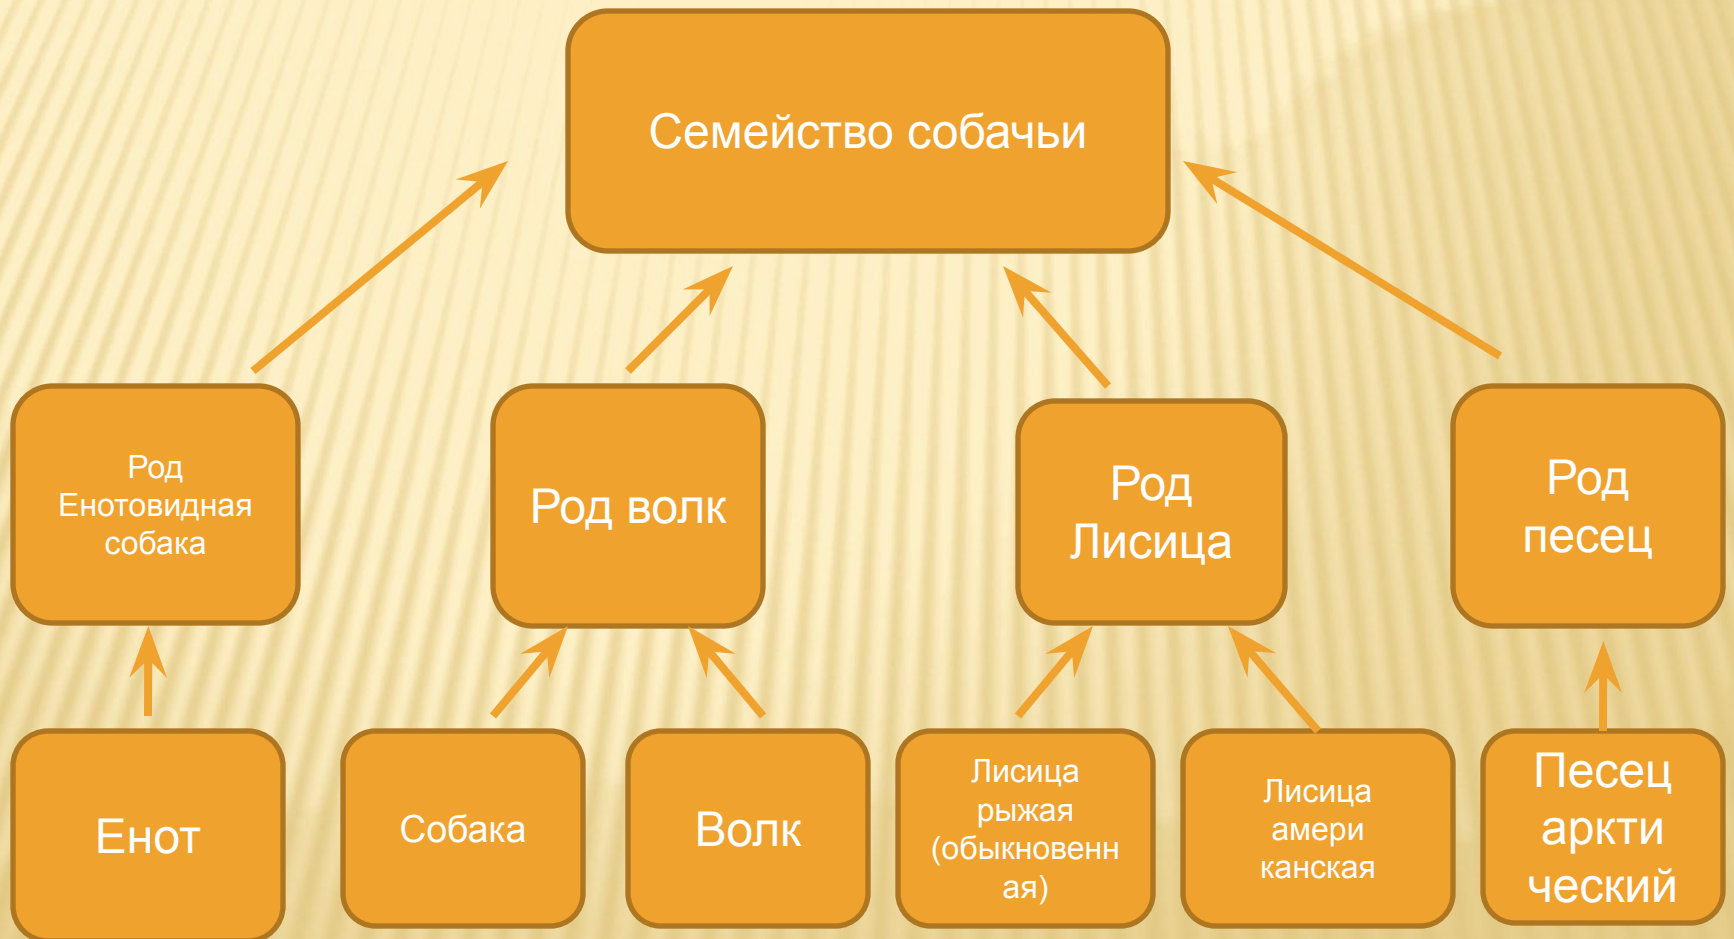 Семейство собачьи
Род
Енотовидная
собака
Род волк
Род
Лисица
Род
песец
Енот
Собака
Волк
Лисица
рыжая
(обыкновенн
ая)
Лисица
амери
канская
Песец
аркти
ческий